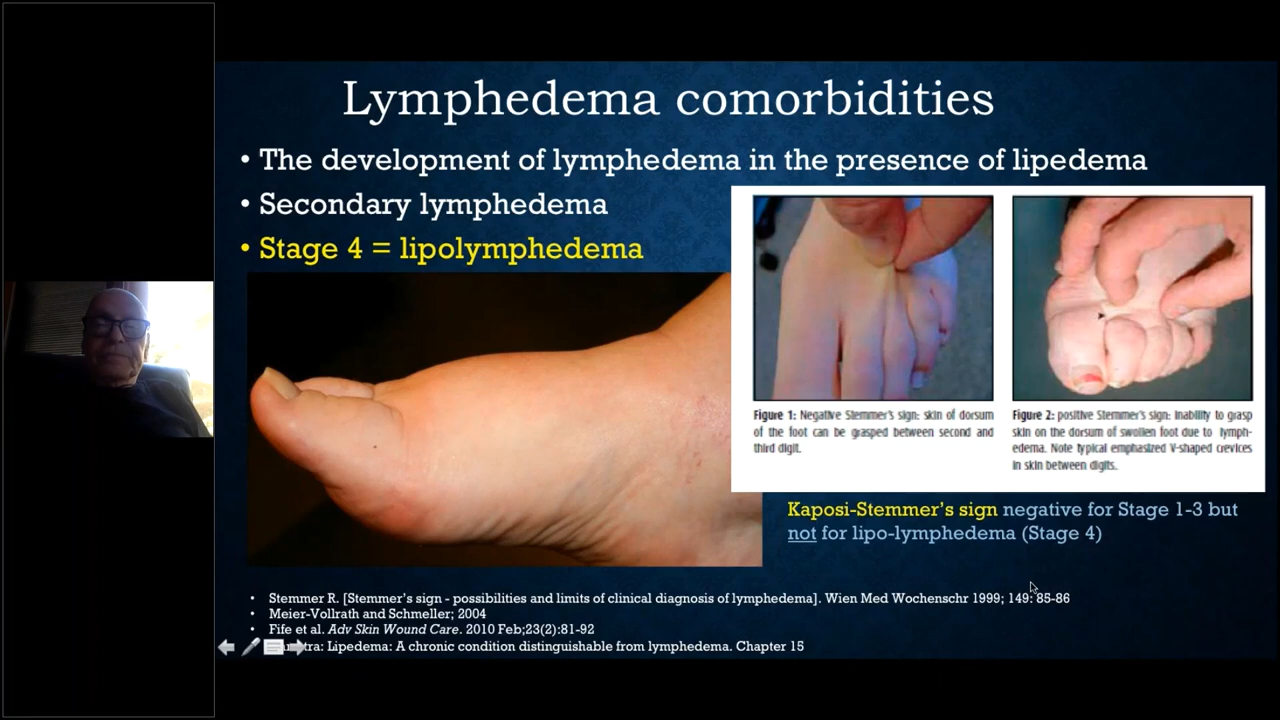 Lymphedema comorbidities
• The development of lymphedema in the presence of lipedema
• Secondary lymphedema
• Stage 4 = lipolymphedema
Figure 1: Negative Stemmer's sign: skin of dorsum
of the foot can be grasped between second and
third digit.
Figure 2: positive Stemmer's sign: Inability to grasp
skin on the dorsum of swollen foot due to lymph-
edema. Note typical emphasized V-shaped crevices
in skin between digits.
Kaposi-Stemmer's sign negative for Stage 1-3 but
not for lipo-lymphedema (Stage 4)
• Stemmer R. [Stemmer's sign - possibilities and limits of clinical diagnosis of lymphedema]. Wien Med Wochenschr 1999; 149: 85-86
• Meier-Vollrath and Schmeller; 2004
• Fife et al. Adv Skin Wound Care. 2010 Feb;23(2):81-92
Lipedema: A chronic condition distinguishable from lymphedema. Chapter 15